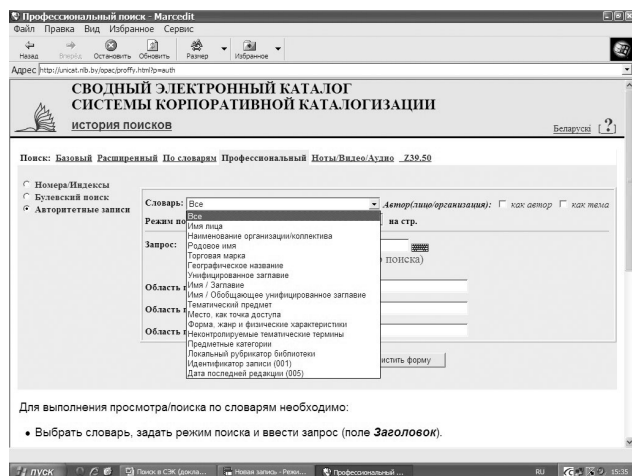 Профессиональный поиск - Marcedit
Файл Правка Вид Избранное Сервис
Назад Вперёд Остановить Обновить Размер Избранное
Адрес http://unicat.nlb.by/opac/proffy.html?p=auth
СВОДНЫЙ ЭЛЕКТРОННЫЙ КАТАЛОГ
СИСТЕМЫ КОРПОРАТИВНОЙ КАТАЛОГИЗАЦИИ
история поисков
Беларускі [?]
Поиск: Базовый Расширенный По словарям Профессиональный Ноты/Видео/Аудио Z39.50
Номера/Индексы
Булевский поиск
Авторитетные записи
Словарь: Все Автор(лицо/организация): как автор как тема
Режим по на стр.
Запрос:
поиска)
Область
Область
Область
Все
Имя лица
Наименование организации/коллектива
Родовое имя
Торговая марка
Географическое название
Унифицированное заглавие
Имя / Заглавие
Имя / Обобщающее унифицированное заглавие
Тематический предмет
Место, как точка доступа
Форма, жанр и физические характеристики
Неконтролируемые тематические термины
Предметные категории
Локальный рубрикатор библиотеки
Идентификатор записи (001)
Дата последней редакции (005)
истить форму
Для выполнения просмотра/поиска по словарям необходимо:
• Выбрать словарь, задать режим поиска и ввести запрос (поле Заголовок).
пуск Поиск в СЭК (докла... Новая запись - Режи... Профессиональный ... RU 15:35